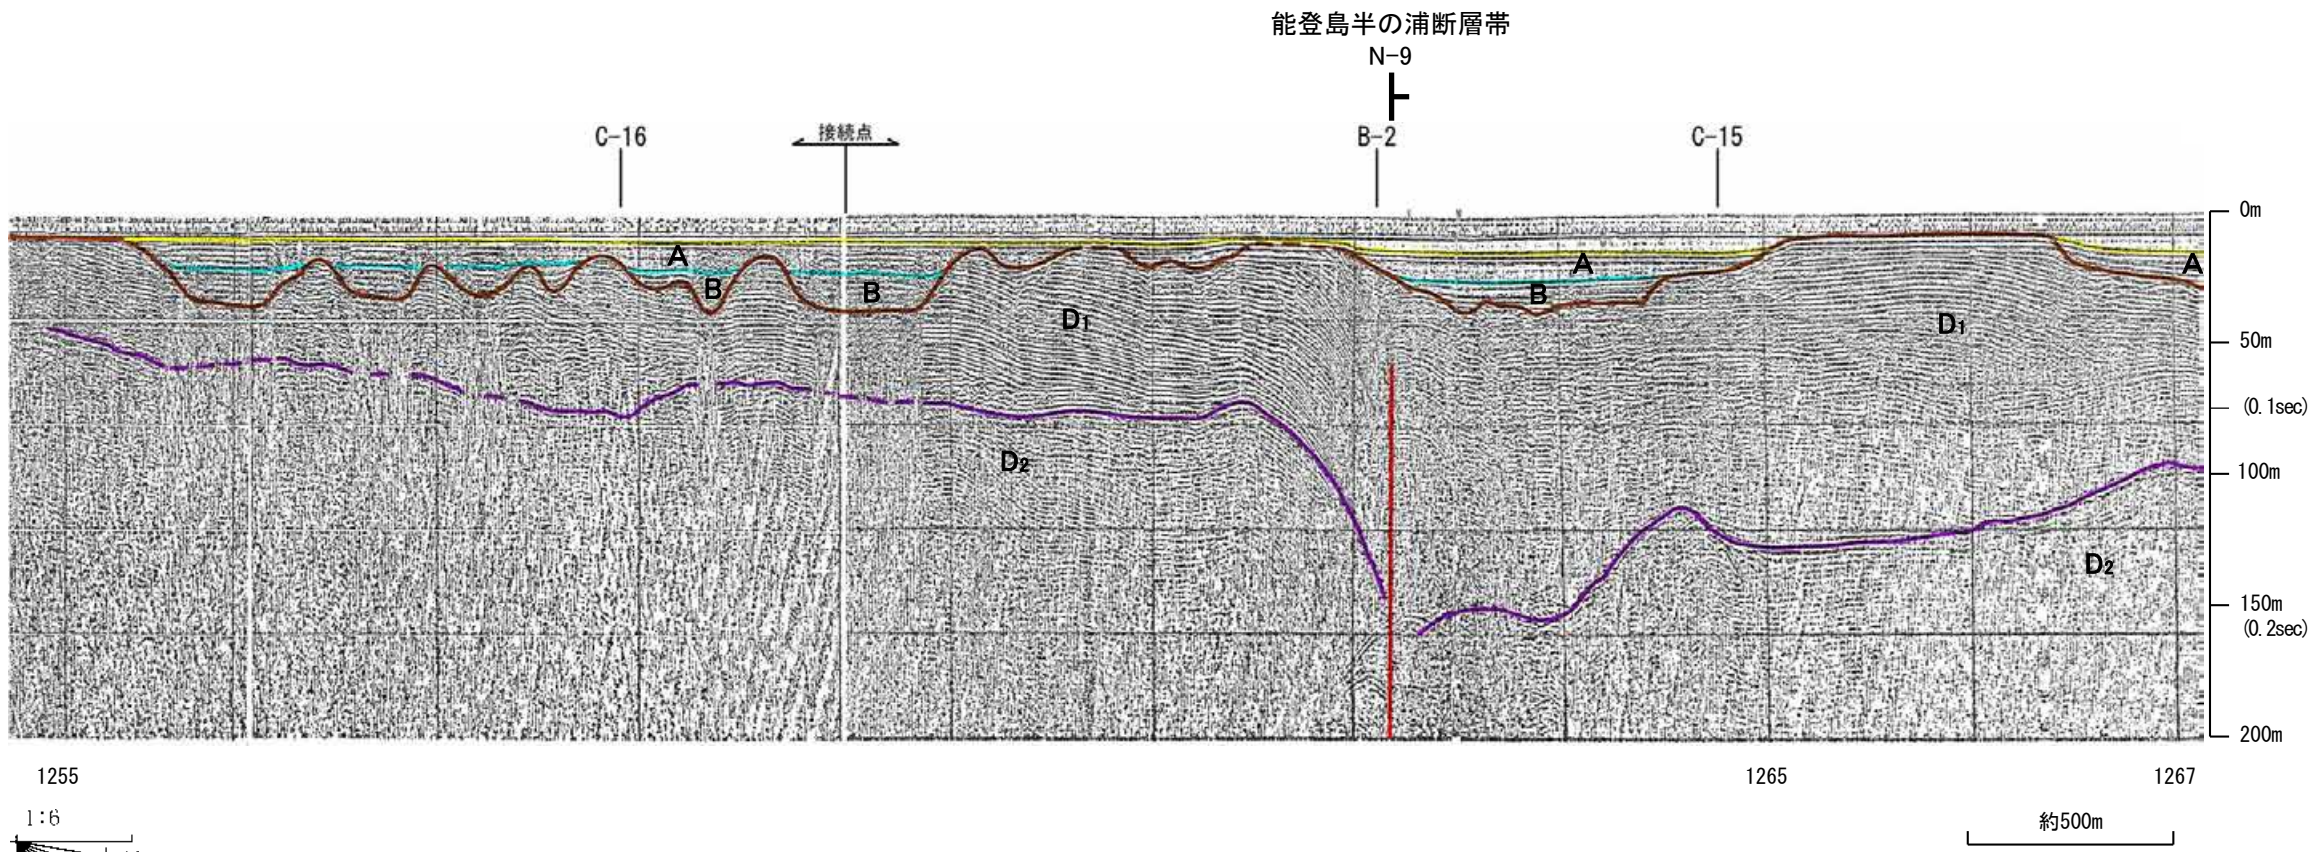 能登島半の浦断層帯
N-9
C-16
接続点
B-2
C-15
0m
A
A
A
B
B
B
D₁
D₁
50m
(0.1sec)
D₂
100m
D₂
150m
(0.2sec)
200m
1255
1265
1267
1:6
約500m